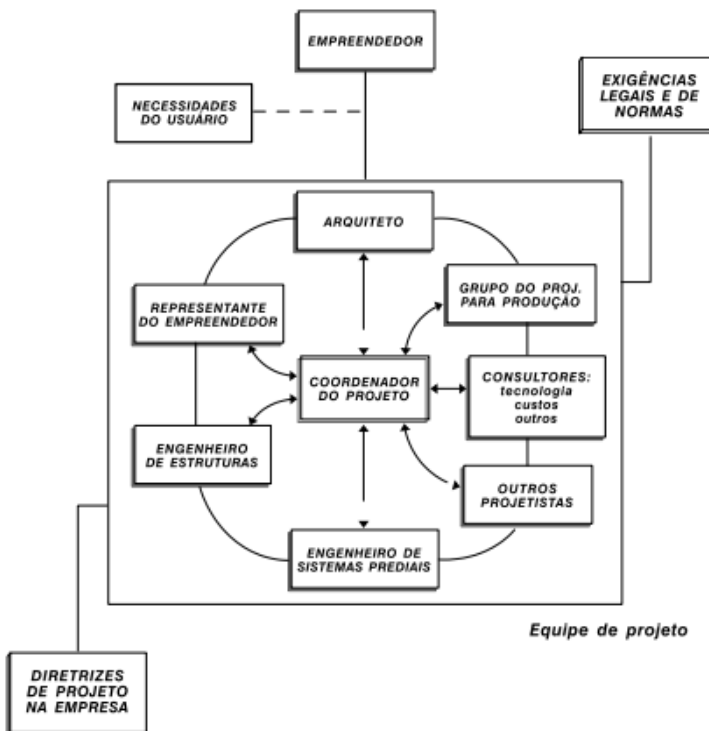 EMPREENDEDOR
EXIGÊNCIAS
LEGAIS E DE
NORMAS
NECESSIDADES
DO USUÁRIO
ARQUITETO
GRUPO DO PROJ.
PARA PRODUÇÃO
REPRESENTANTE
DO EMPREENDEDOR
COORDENADOR
DO PROJETO
CONSULTORES:
tecnologia
custos
outros
ENGENHEIRO
DE ESTRUTURAS
OUTROS
PROJETISTAS
ENGENHEIRO DE
SISTEMAS PREDIAIS
Equipe de projeto
DIRETRIZES
DE PROJETO
NA EMPRESA